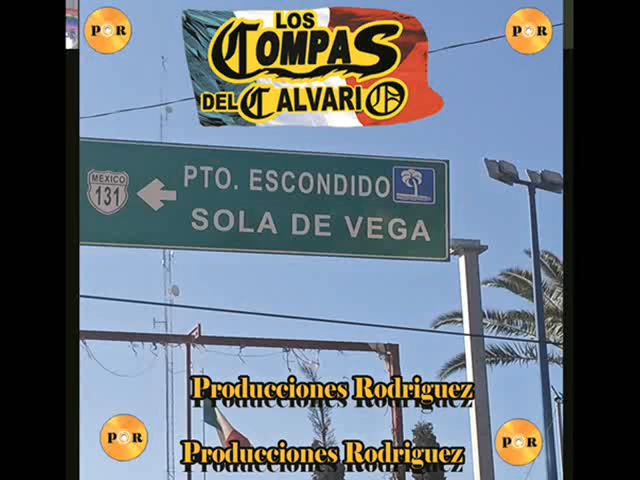 LOS
COMPAS
DEL CALVARIO
P R
P R
MEXICO
131
PTO. ESCONDIDO
SOLA DE VEGA
Producciones Rodriguez
P R
P R
Producciones Rodriguez